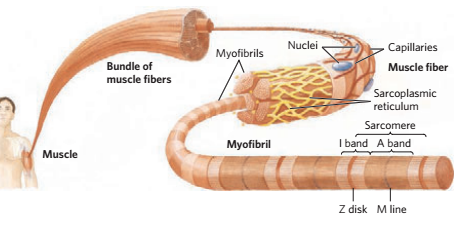 Nuclei
Capillaries
Myofibrils
Muscle fiber
Bundle of
muscle fibers
Sarcoplasmic
reticulum
Sarcomere
Myofibril
I band
A band
Muscle
Z disk
M line